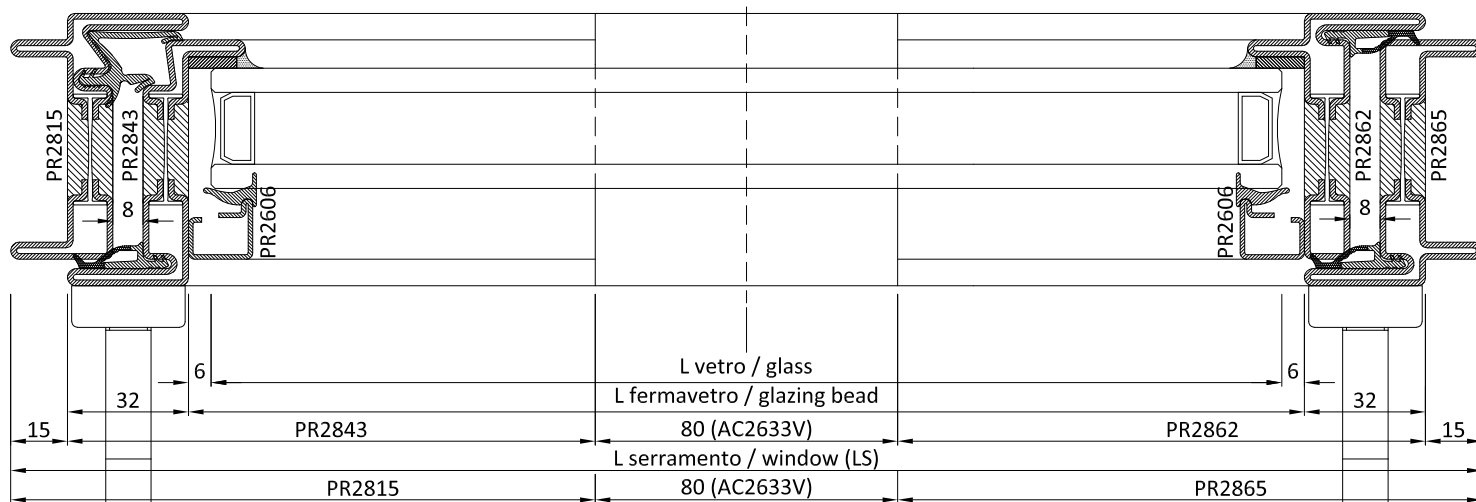 PR2815
PR2843
PR2606
PR2606
PR2862
PR2865
8
8
L vetro / glass
6
6
L fermavetro / glazing bead
32
32
15
PR2843
80 (AC2633V)
PR2862
15
L serramento / window (LS)
PR2815
80 (AC2633V)
PR2865